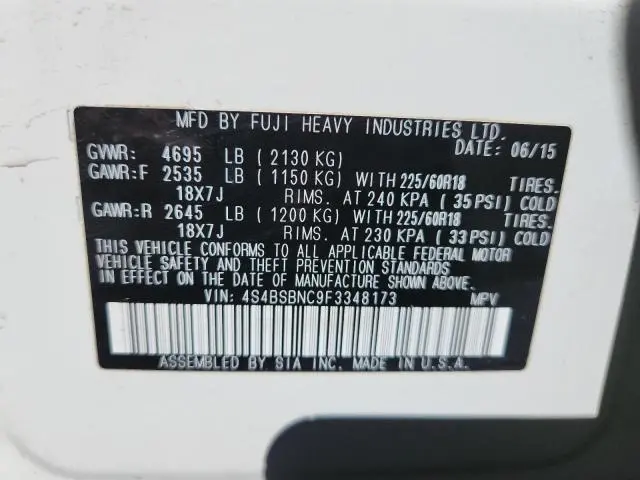 MFD BY FUJI HEAVY INDUSTRIES LTD.
DATE: 06/15
GVWR: 4695 LB ( 2130 KG)
GAWR:F 2535 LB ( 1150 KG) WITH 225/60R18 TIRES.
18X7J RIMS. AT 240 KPA ( 35 PSI) COLD
GAWR:R 2645 LB ( 1200 KG) WITH 225/60R18 TIRES.
18X7J RIMS. AT 230 KPA ( 33 PSI) COLD
THIS VEHICLE CONFORMS TO ALL APPLICABLE FEDERAL MOTOR
VEHICLE SAFETY AND THEFT PREVENTION STANDARDS
IN EFFECT ON THE DATE OF MANUFACTURE SHOWN ABOVE.
VIN: 4S4BSBNC9F3348173 MPV
ASSEMBLED BY SIA INC. MADE IN U.S.A.